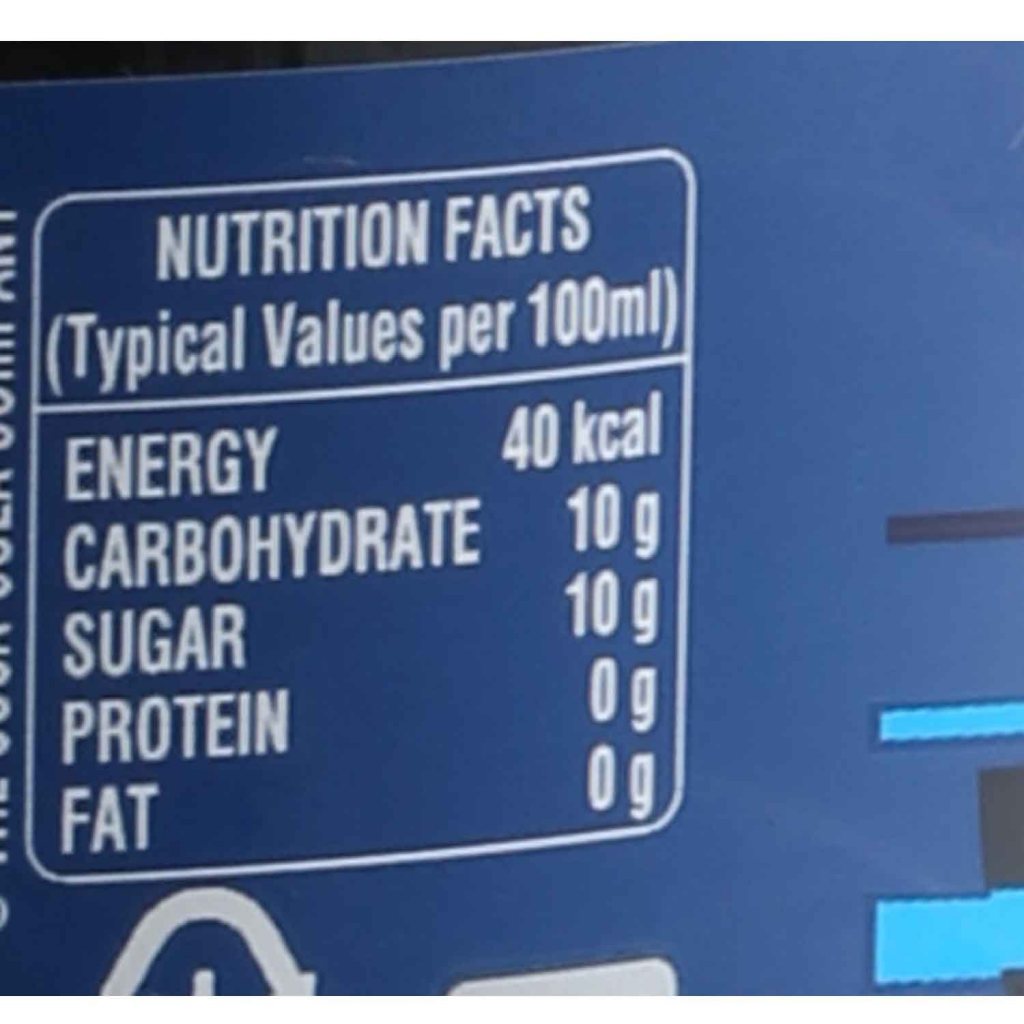 NUTRITION FACTS
(Typical Values per 100ml)
ENERGY 40 kcal
CARBOHYDRATE 10 g
SUGAR 10 g
PROTEIN 0 g
FAT 0 g